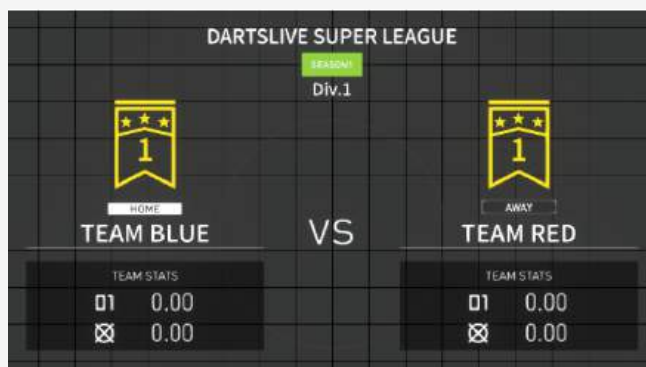 DARTSLIVE SUPER LEAGUE
SEASON1
Div.1
1
HOME
TEAM BLUE
TEAM STATS
01 0.00
0.00
VS
1
AWAY
TEAM RED
TEAM STATS
01 0.00
0.00